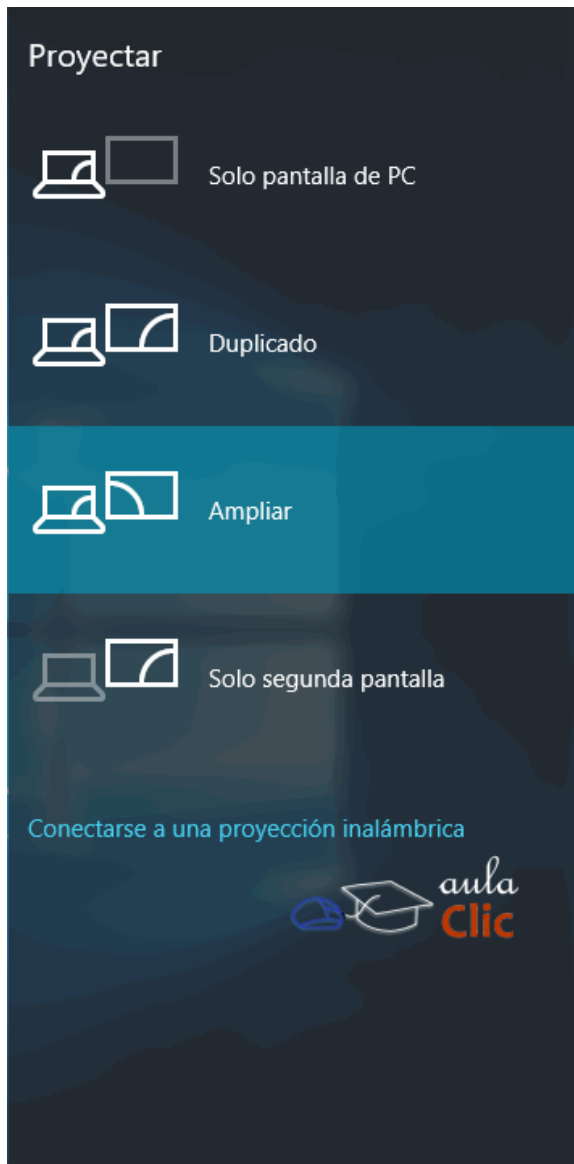 Proyectar
Solo pantalla de PC
Duplicado
Ampliar
Solo segunda pantalla
Conectarse a una proyección inalámbrica
aula
Clic